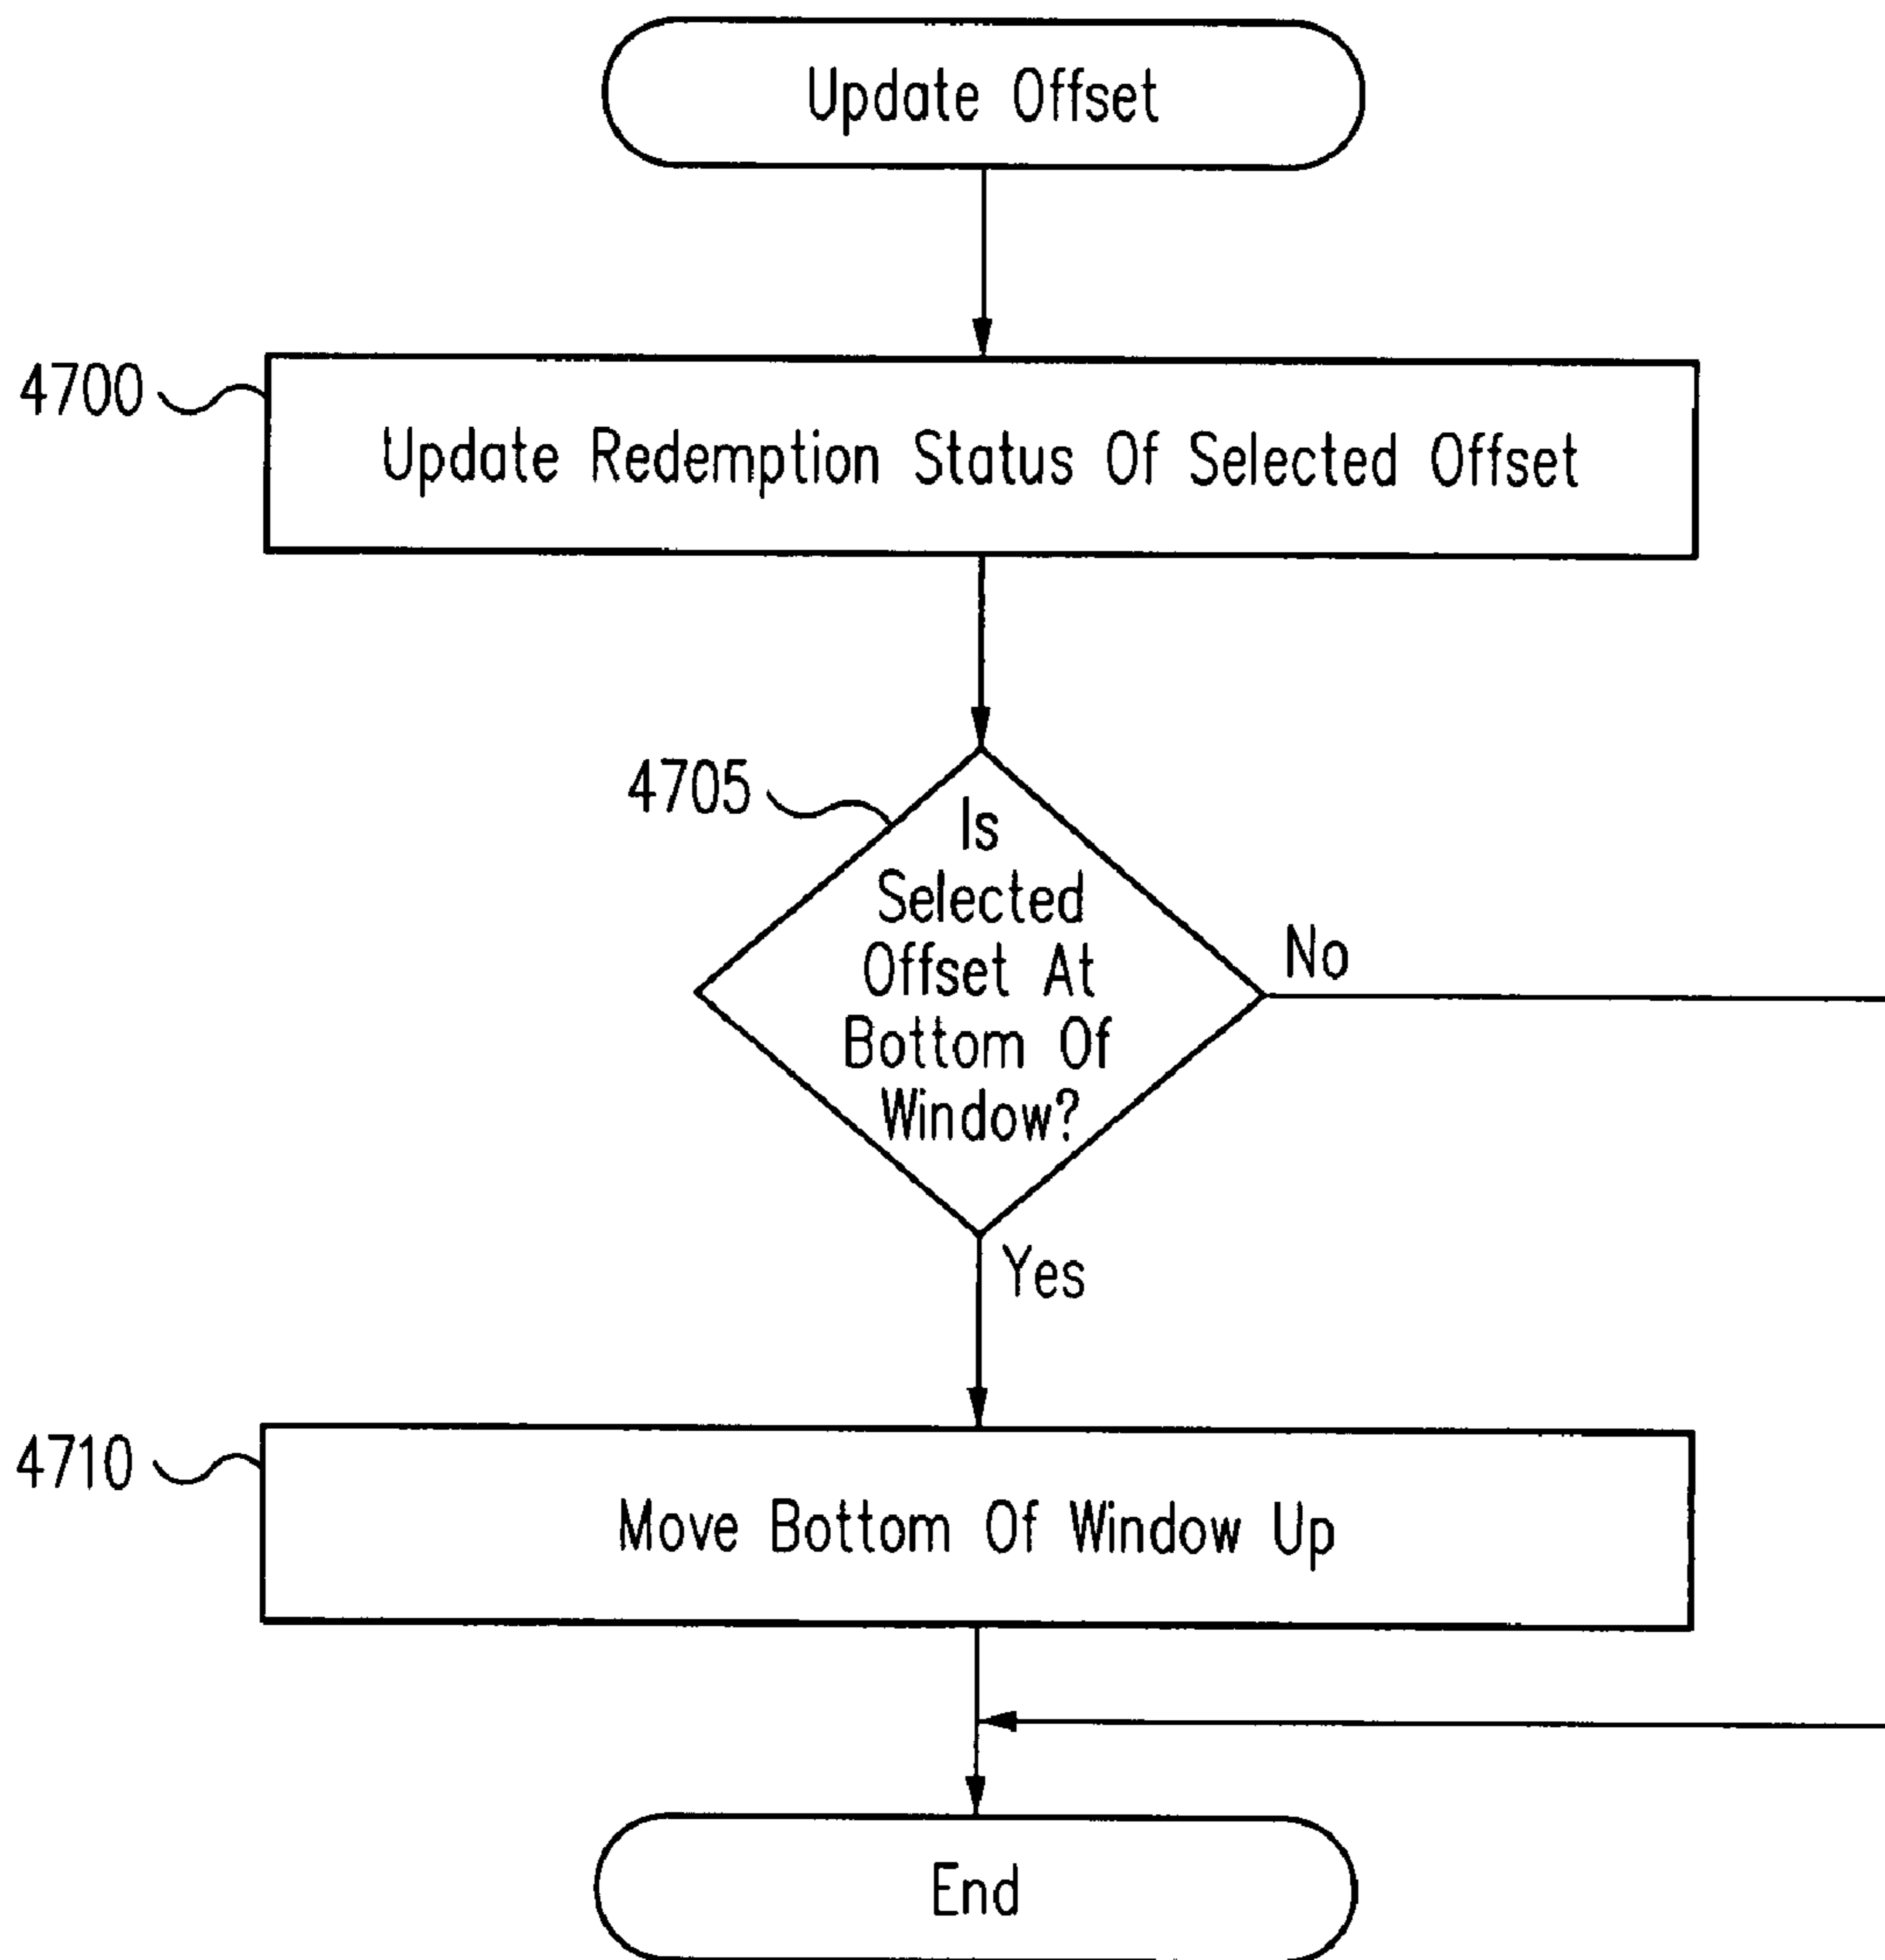 Update Offset
4700
Update Redemption Status Of Selected Offset
4705
Is
Selected
Offset At
Bottom Of
Window?
No
Yes
4710
Move Bottom Of Window Up
End